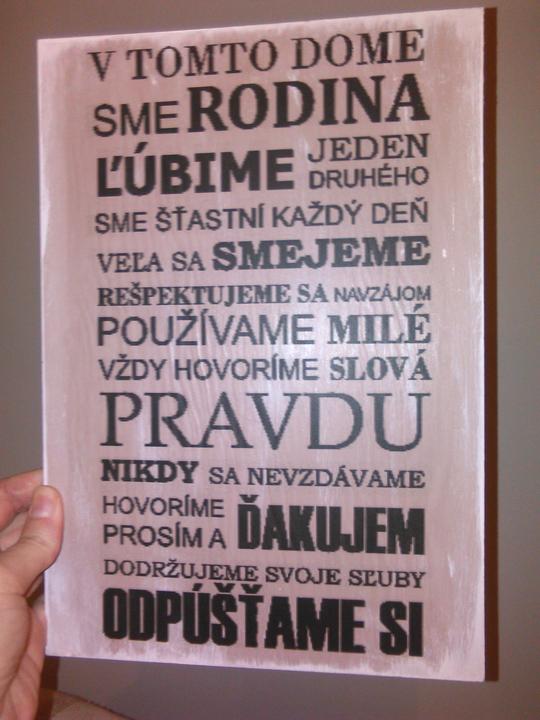 V TOMTO DOME
SME RODINA
ĽÚBIME JEDEN DRUHÉHO
SME ŠŤASTNÍ KAŽDÝ DEŇ
VEĽA SA SMEJEME
REŠPEKTUJEME SA NAVZÁJOM
POUŽÍVAME MILÉ
VŽDY HOVORÍME SLOVÁ
PRAVDU
NIKDY SA NEVZDÁVAME
HOVORÍME
PROSÍM A ĎAKUJEM
DODRŽUJEME SVOJE SĽUBY
ODPÚŠŤAME SI